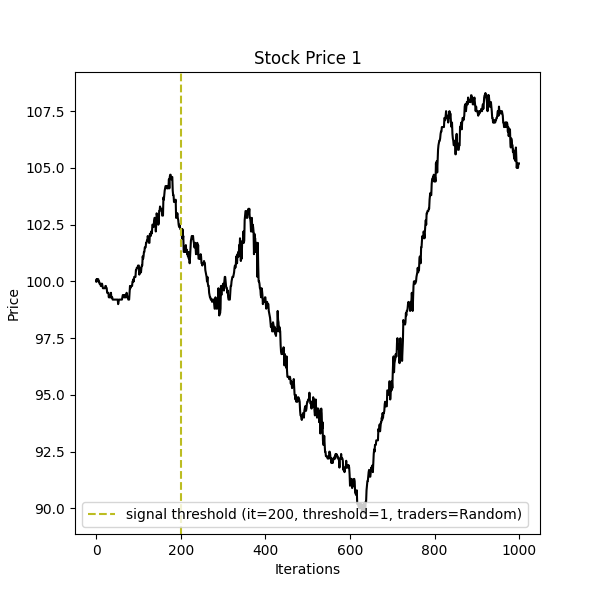 Stock Price 1
107.5
105.0
102.5
100.0
97.5
95.0
92.5
90.0
Price
signal threshold (it=200, threshold=1, traders=Random)
0 200 400 600 800 1000
Iterations